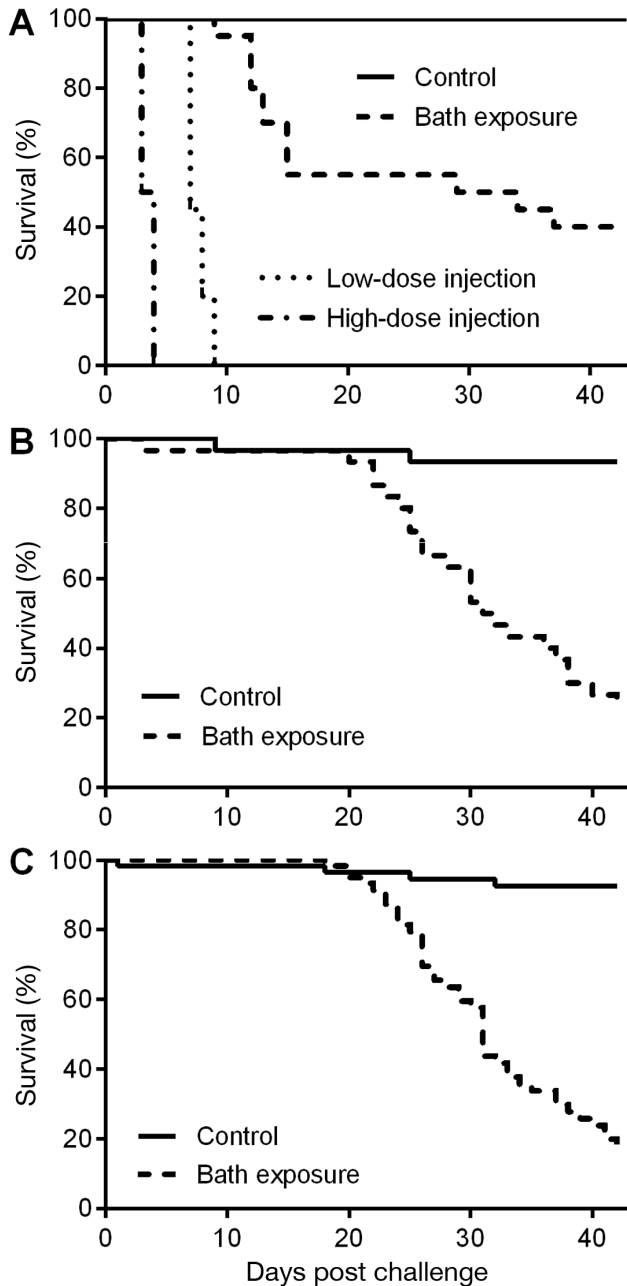 A
100
80
60
40
20
0
Survival (%)
Control
Bath exposure
Low-dose injection
High-dose injection
0 10 20 30 40
B
100
80
60
40
20
0
Survival (%)
Control
Bath exposure
0 10 20 30 40
C
100
80
60
40
20
0
Survival (%)
Control
Bath exposure
0 10 20 30 40
Days post challenge